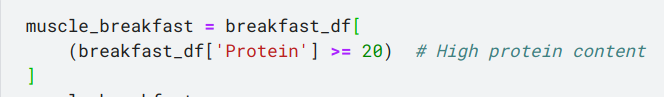 muscle_breakfast = breakfast_df[
    (breakfast_df['Protein'] >= 20)  # High protein content
]